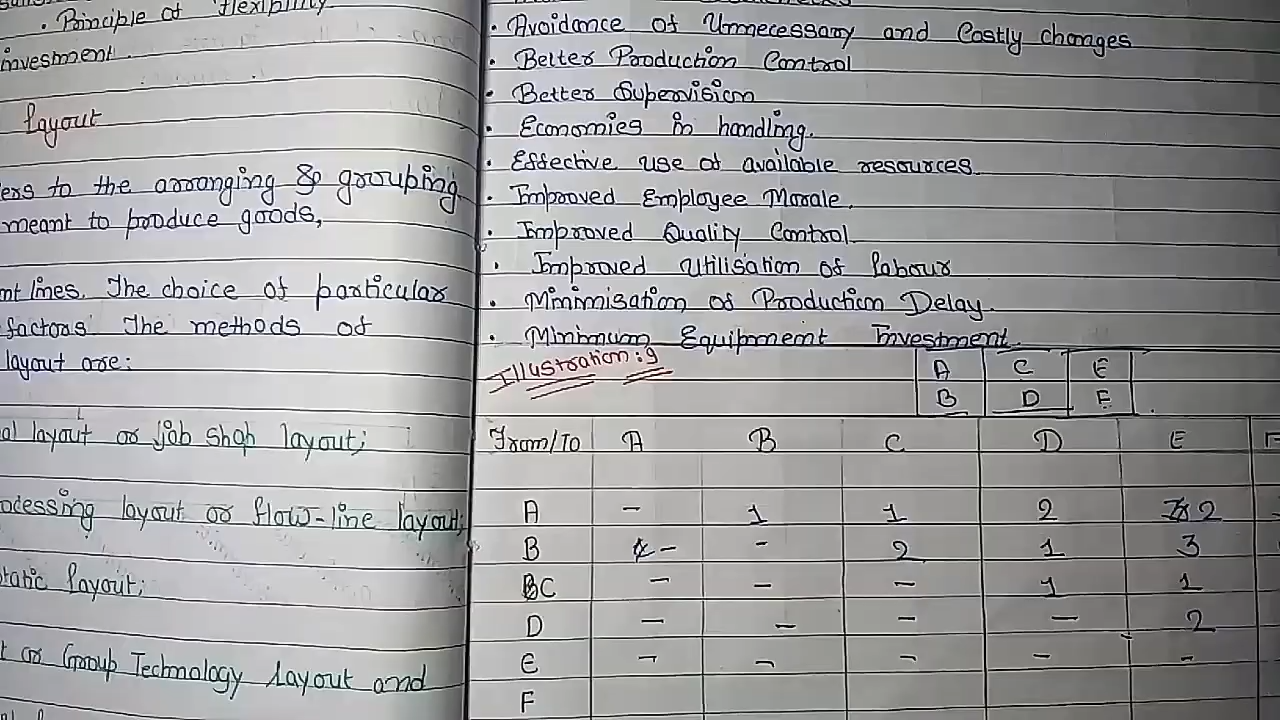 • Principle of Flexibility
investment.
layout
ers to the arranging & grouping
meant to produce goods,
nt lines. The choice of particular
factors. The methods of
layout are:
al layout or job shop layout;
ocessing layout or flow-line layout;
tatic layout;
t or Group Technology Layout and
• Avoidance of Unnecessary and Costly changes
• Better Production Control
• Better Supervision
• Economies in handling.
• Effective use of available resources.
• Improved Employee Morale.
• Improved Quality Control.
• Improved Utilisation of labour
• Minimisation of Production Delay.
• Minimum Equipment Investment.
Illustration: 9
A C E
B D F
From/To A B C D E F
A - 1 1 2 2
B - - 2 1 3
C - - - 1 1
D - - - - 2
E - - - - -
F